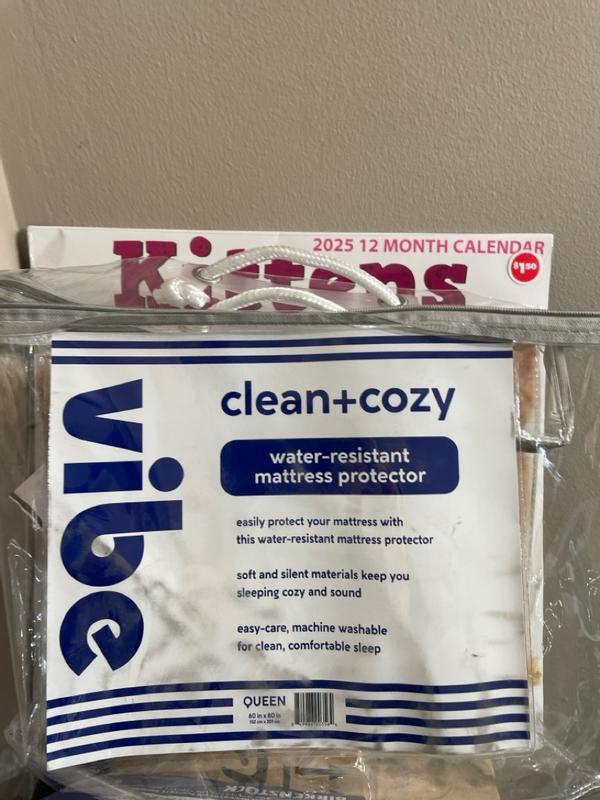 2025 12 MONTH CALENDAR
Kittens
$1.50
vibe
clean+cozy
water-resistant
mattress protector
easily protect your mattress with
this water-resistant mattress protector
soft and silent materials keep you
sleeping cozy and sound
easy-care, machine washable
for clean, comfortable sleep
QUEEN
60 in x 80 in
BIRKENSTOCK